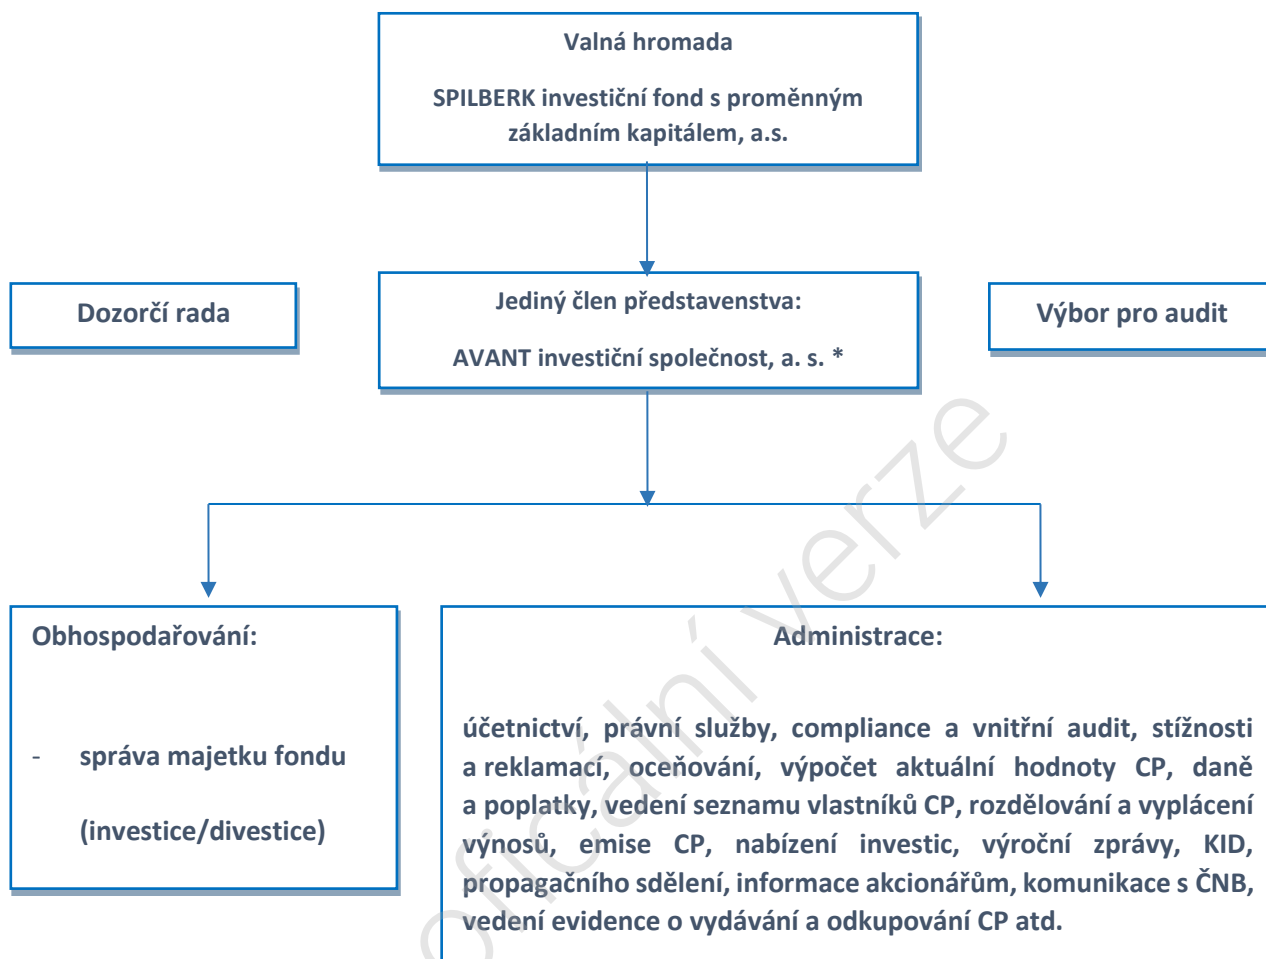 Valná hromada
SPILBERK investiční fond s proměnným
základním kapitálem, a.s.
Dozorčí rada
Jediný člen představenstva:
AVANT investiční společnost, a. s. *
Výbor pro audit
Obhospodařování:
- správa majetku fondu
(investice/divestice)
Administrace:
účetnictví, právní služby, compliance a vnitřní audit, stížnosti
a reklamací, oceňování, výpočet aktuální hodnoty CP, daně
a poplatky, vedení seznamu vlastníků CP, rozdělování a vyplácení
výnosů, emise CP, nabízení investic, výroční zprávy, KID,
propagačního sdělení, informace akcionářům, komunikace s ČNB,
vedení evidence o vydávání a odkupování CP atd.
oficální verze